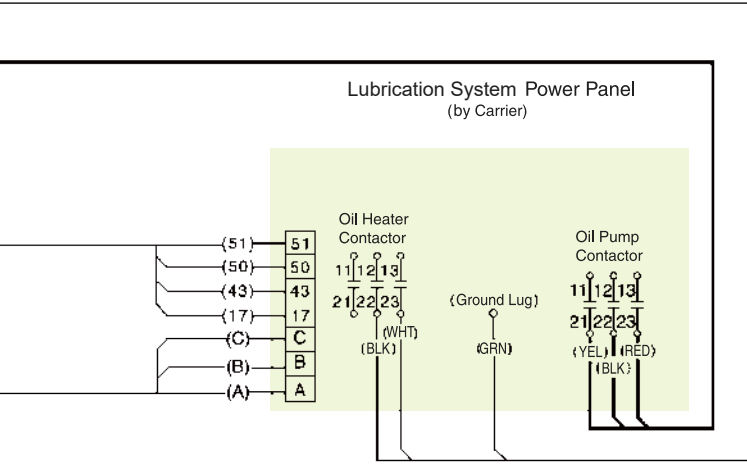 Lubrication System Power Panel
(by Carrier)
Oil Heater
Contactor
11 12 13
21 22 23
(WHT)
(BLK)
(Ground Lug)
(GRN)
Oil Pump
Contactor
11 12 13
21 22 23
(YEL) (RED)
(BLK)
(51) 51
(50) 50
(43) 43
(17) 17
(C) C
(B) B
(A) A